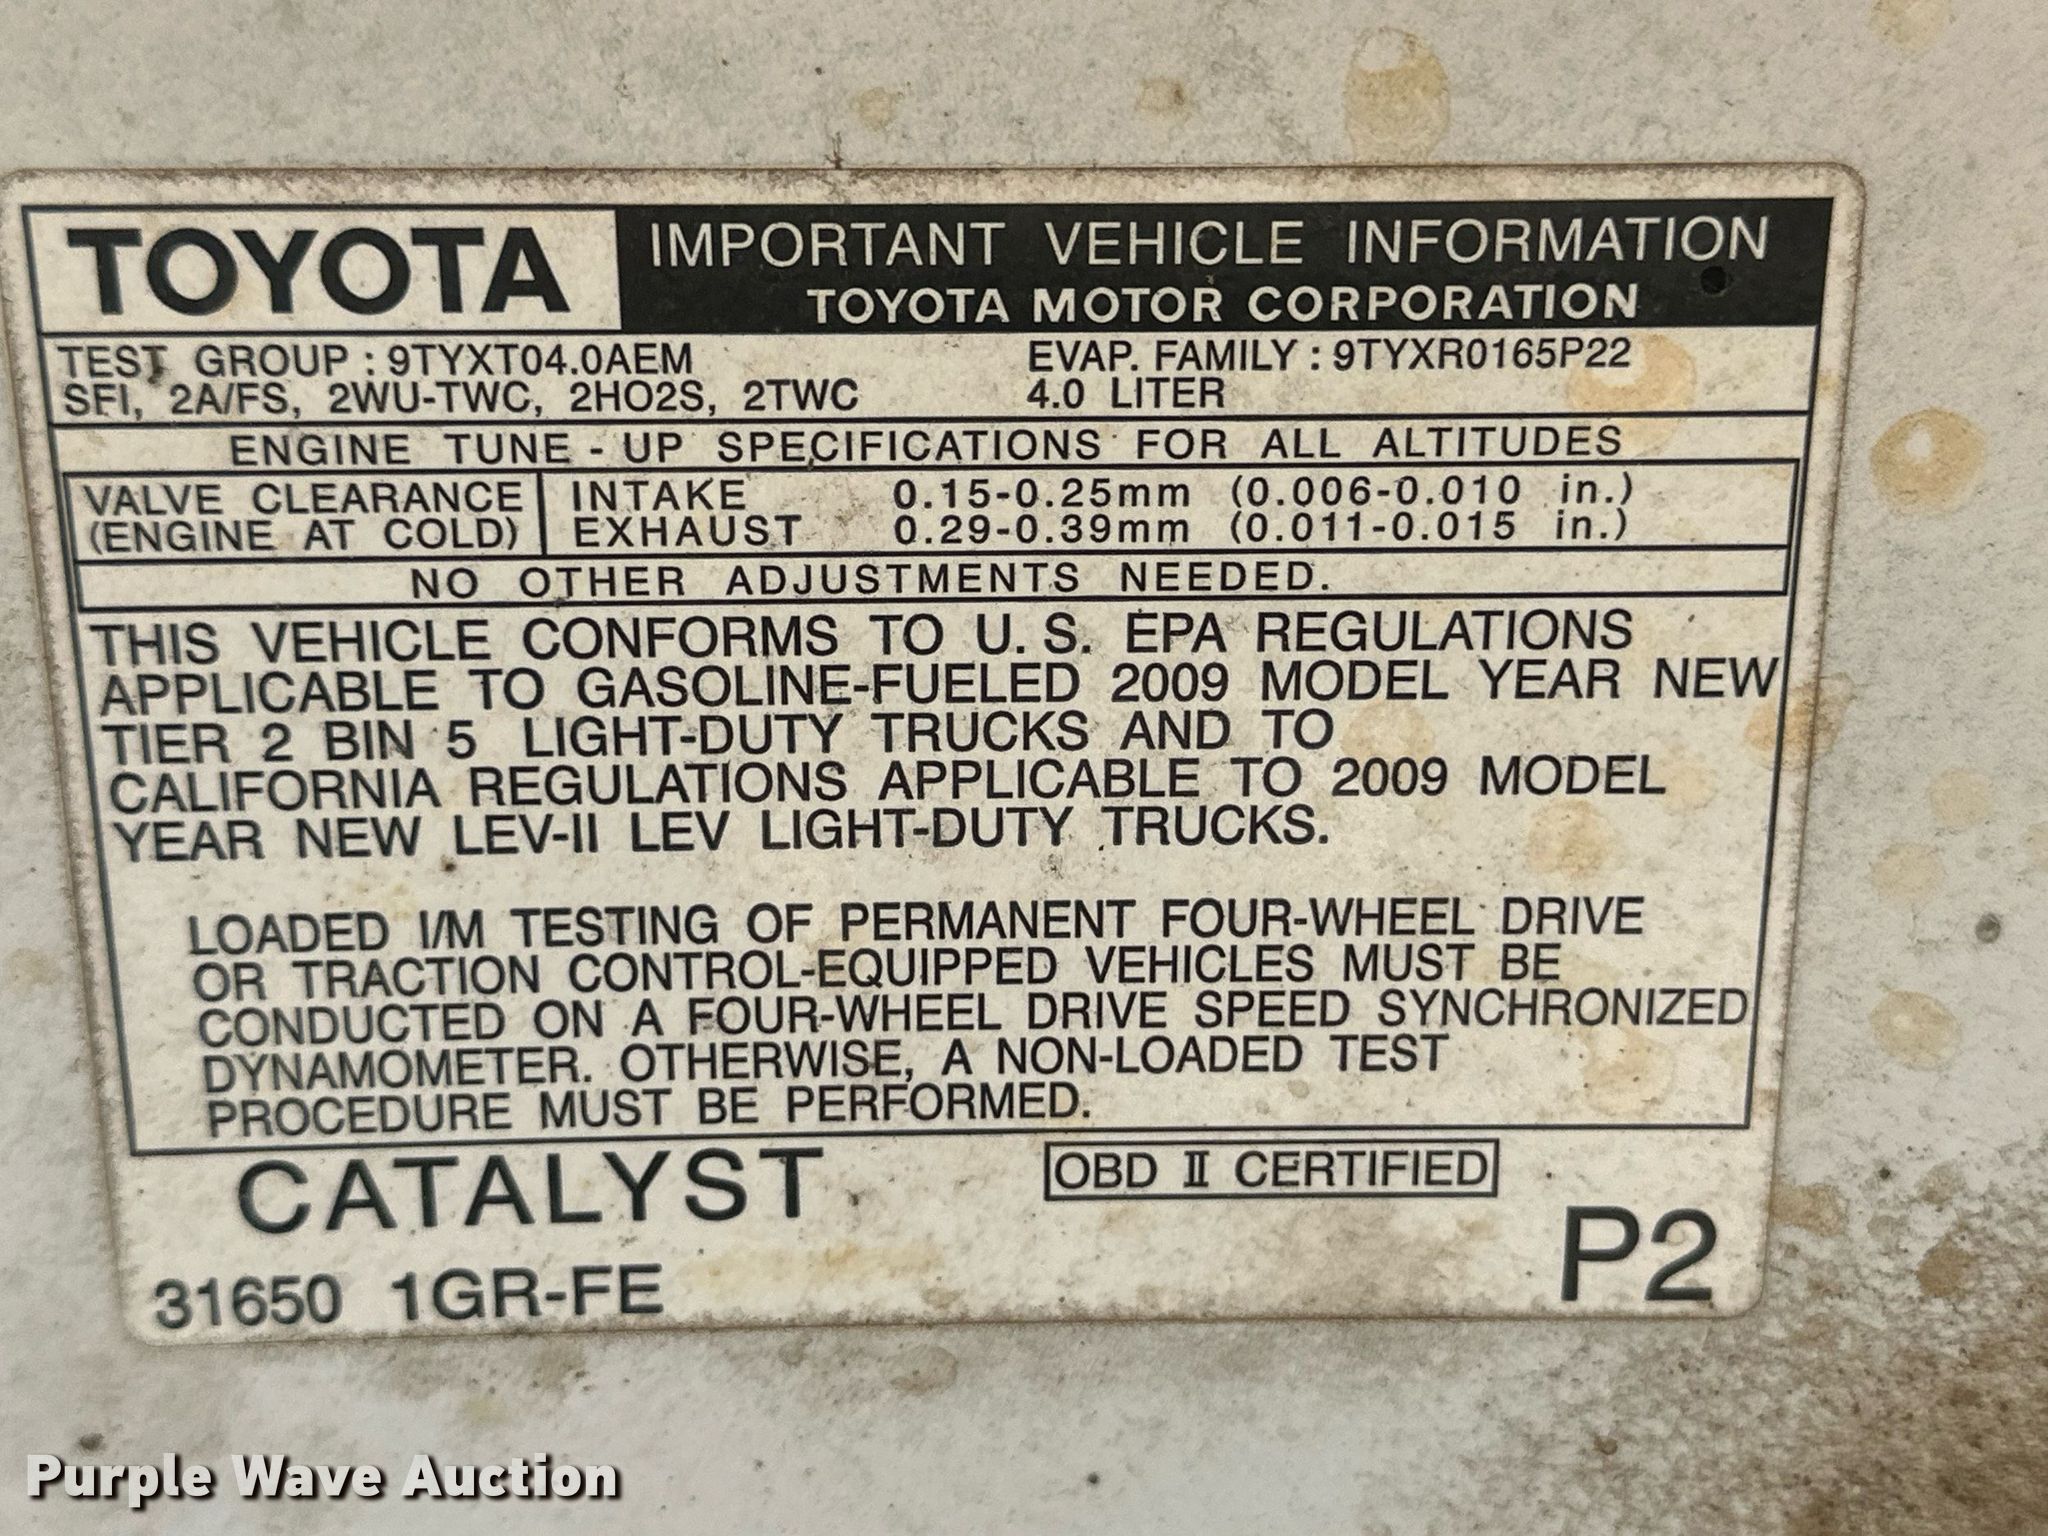 TOYOTA
IMPORTANT VEHICLE INFORMATION
TOYOTA MOTOR CORPORATION
TEST GROUP : 9TYXT04.0AEM EVAP. FAMILY : 9TYXR0165P22
SFI, 2A/FS, 2WU-TWC, 2HO2S, 2TWC 4.0 LITER
ENGINE TUNE - UP SPECIFICATIONS FOR ALL ALTITUDES
VALVE CLEARANCE INTAKE 0.15-0.25mm (0.006-0.010 in.)
(ENGINE AT COLD) EXHAUST 0.29-0.39mm (0.011-0.015 in.)
NO OTHER ADJUSTMENTS NEEDED.
THIS VEHICLE CONFORMS TO U. S. EPA REGULATIONS
APPLICABLE TO GASOLINE-FUELED 2009 MODEL YEAR NEW
TIER 2 BIN 5 LIGHT-DUTY TRUCKS AND TO
CALIFORNIA REGULATIONS APPLICABLE TO 2009 MODEL
YEAR NEW LEV-II LEV LIGHT-DUTY TRUCKS.
LOADED I/M TESTING OF PERMANENT FOUR-WHEEL DRIVE
OR TRACTION CONTROL-EQUIPPED VEHICLES MUST BE
CONDUCTED ON A FOUR-WHEEL DRIVE SPEED SYNCHRONIZED
DYNAMOMETER. OTHERWISE, A NON-LOADED TEST
PROCEDURE MUST BE PERFORMED.
CATALYST OBD II CERTIFIED
31650 1GR-FE P2
Purple Wave Auction